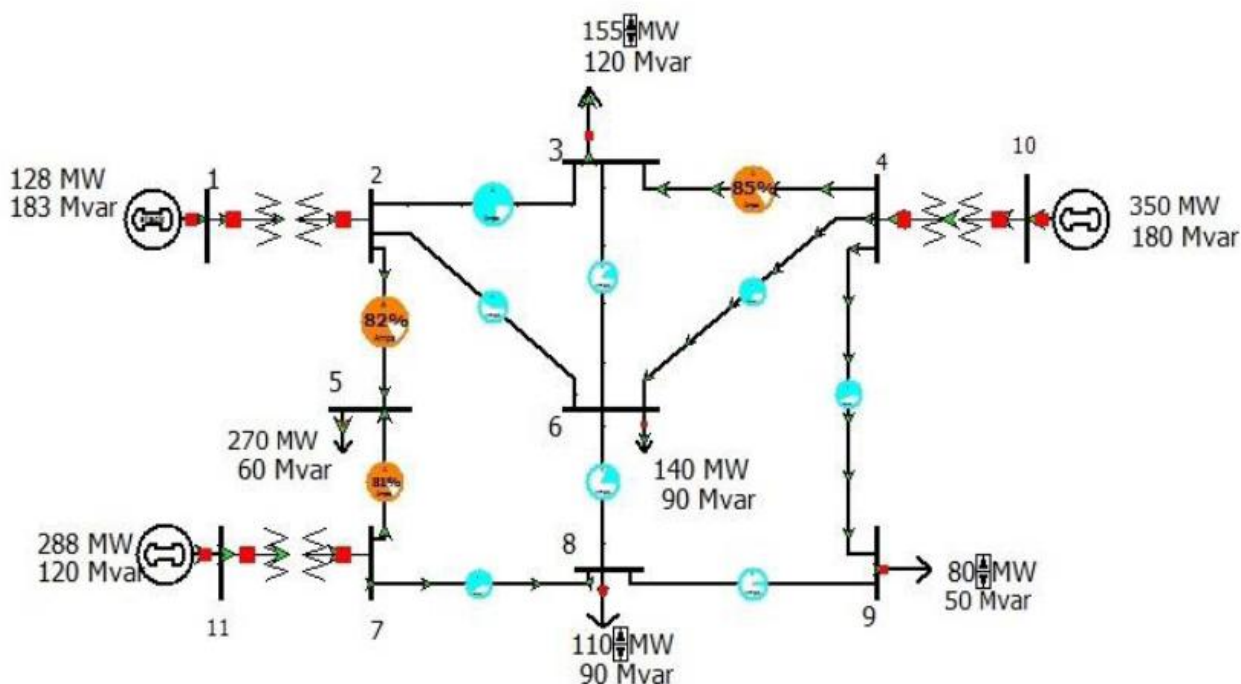 155 MW
120 Mvar
3
4
10
128 MW
183 Mvar
1
2
85%
350 MW
180 Mvar
82%
Amps
5
6
270 MW
60 Mvar
81%
140 MW
90 Mvar
288 MW
120 Mvar
8
80 MW
50 Mvar
11
7
9
110 MW
90 Mvar